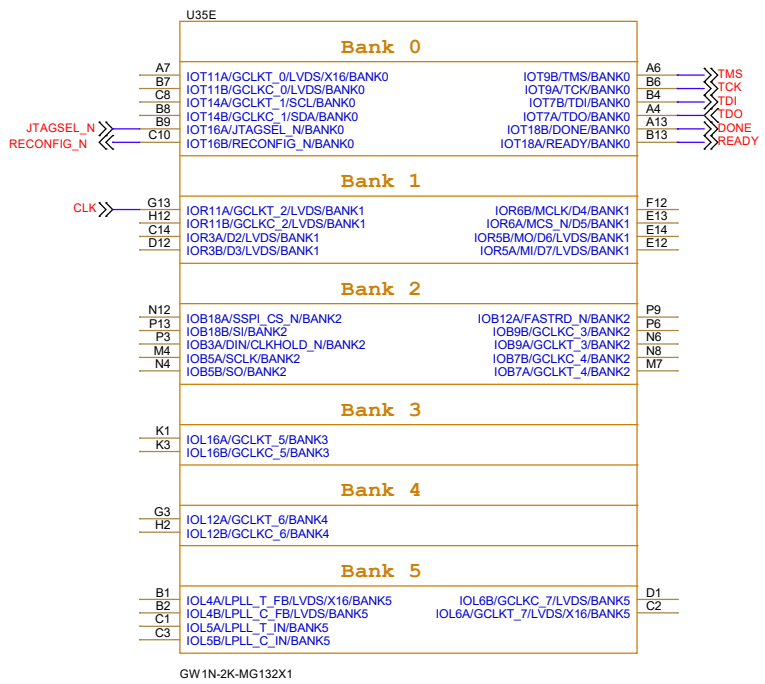 U35E
Bank 0
A7 IOT11A/GCLKT_0/LVDS/X16/BANK0 IOT9B/TMS/BANK0 A6 TMS
B7 IOT11B/GCLKC_0/LVDS/BANK0 IOT9A/TCK/BANK0 B6 TCK
C8 IOT14A/GCLKT_1/SCL/BANK0 IOT7B/TDI/BANK0 B4 TDI
B8 IOT14B/GCLKC_1/SDA/BANK0 IOT7A/TDO/BANK0 A4 TDO
JTAGSEL_N B9 IOT16A/JTAGSEL_N/BANK0 IOT18B/DONE/BANK0 A13 DONE
RECONFIG_N C10 IOT16B/RECONFIG_N/BANK0 IOT18A/READY/BANK0 B13 READY
Bank 1
CLK G13 IOR11A/GCLKT_2/LVDS/BANK1 IOR6B/MCLK/D4/BANK1 F12
H12 IOR11B/GCLKC_2/LVDS/BANK1 IOR6A/MCS_N/D5/BANK1 E13
C14 IOR3A/D2/LVDS/BANK1 IOR5B/MO/D6/LVDS/BANK1 E14
D12 IOR3B/D3/LVDS/BANK1 IOR5A/MI/D7/LVDS/BANK1 E12
Bank 2
N12 IOB18A/SSPI_CS_N/BANK2 IOB12A/FASTRD_N/BANK2 P9
P13 IOB18B/SI/BANK2 IOB9B/GCLKC_3/BANK2 P6
P3 IOB3A/DIN/CLKHOLD_N/BANK2 IOB9A/GCLKT_3/BANK2 N6
M4 IOB5A/SCLK/BANK2 IOB7B/GCLKC_4/BANK2 N8
N4 IOB5B/SO/BANK2 IOB7A/GCLKT_4/BANK2 M7
Bank 3
K1 IOL16A/GCLKT_5/BANK3
K3 IOL16B/GCLKC_5/BANK3
Bank 4
G3 IOL12A/GCLKT_6/BANK4
H2 IOL12B/GCLKC_6/BANK4
Bank 5
B1 IOL4A/LPLL_T_FB/LVDS/X16/BANK5 IOL6B/GCLKC_7/LVDS/BANK5 D1
B2 IOL4B/LPLL_C_FB/LVDS/BANK5 IOL6A/GCLKT_7/LVDS/X16/BANK5 C2
C1 IOL5A/LPLL_T_IN/BANK5
C3 IOL5B/LPLL_C_IN/BANK5
GW1N-2K-MG132X1